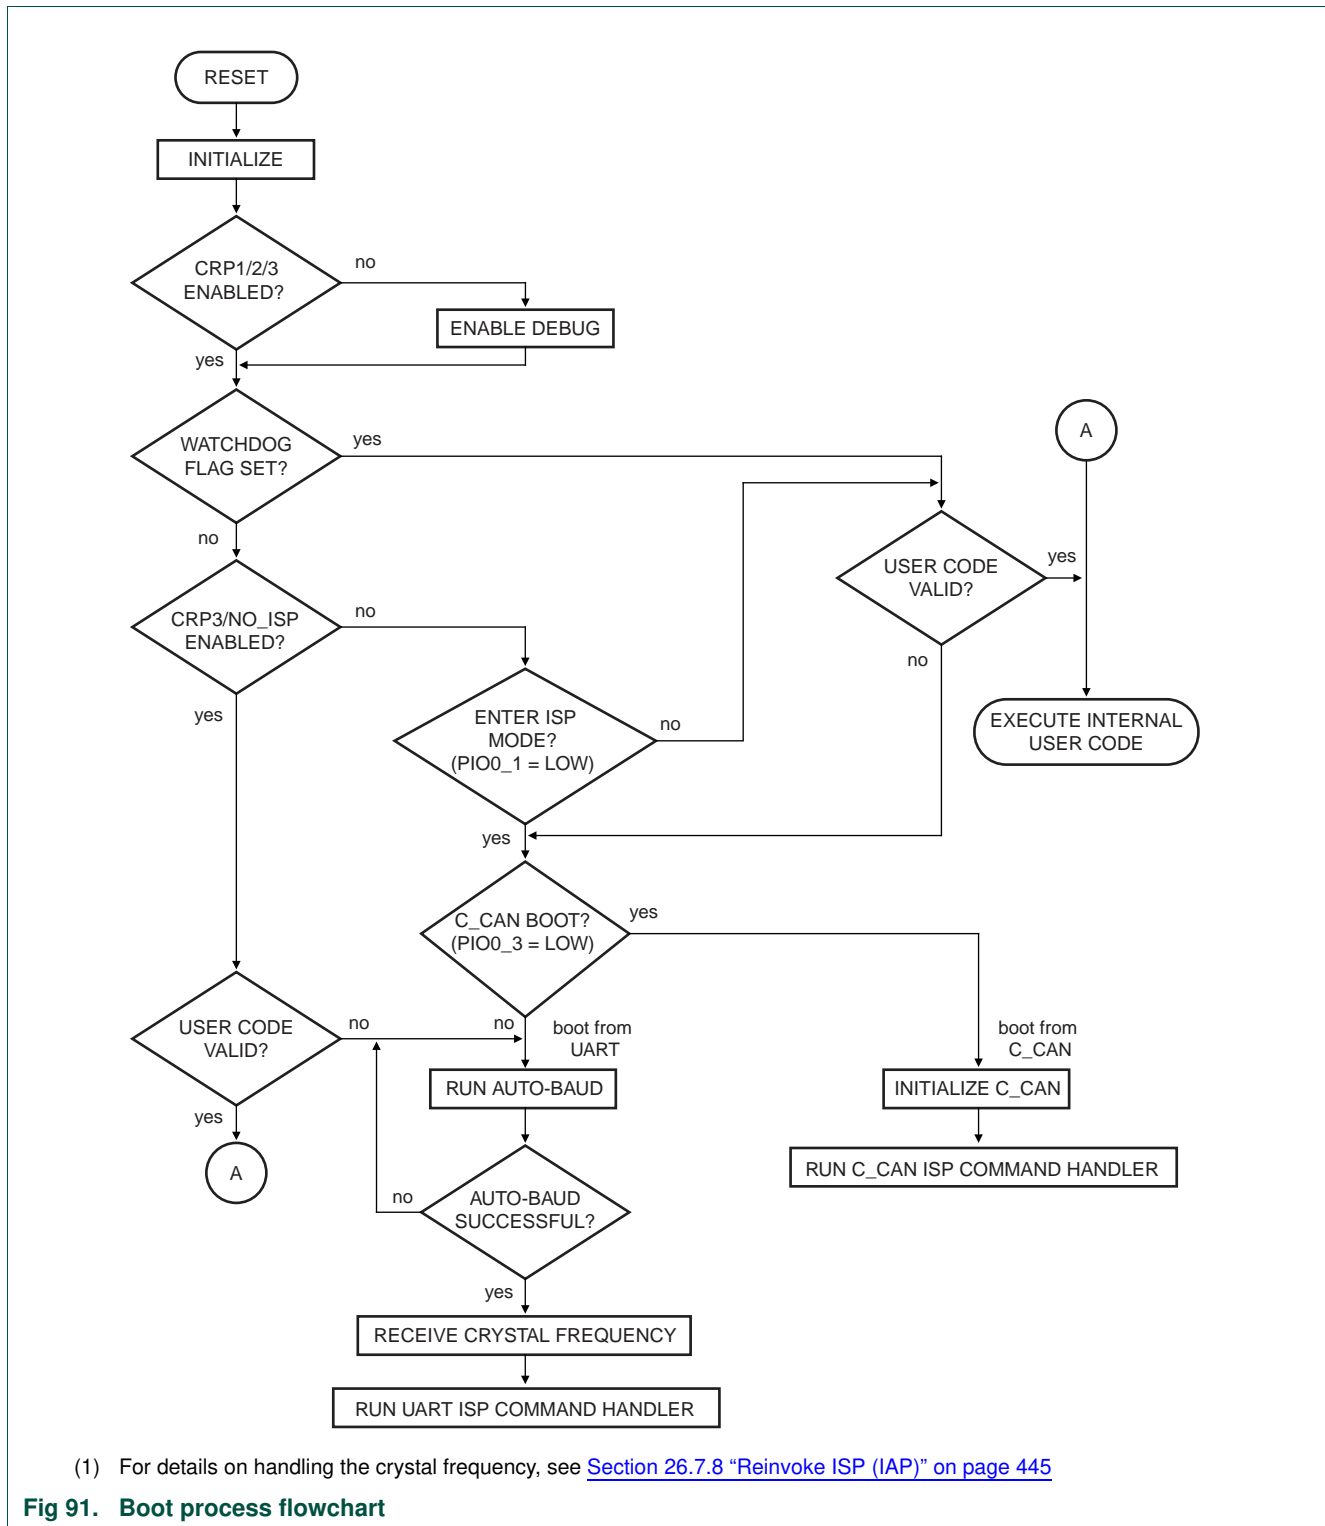 RESET
INITIALIZE
CRP1/2/3
ENABLED?
no
ENABLE DEBUG
yes
WATCHDOG
FLAG SET?
yes
A
no
USER CODE
VALID?
yes
CRP3/NO_ISP
ENABLED?
no
no
yes
ENTER ISP
MODE?
(PIO0_1 = LOW)
no
EXECUTE INTERNAL
USER CODE
yes
C_CAN BOOT?
(PIO0_3 = LOW)
yes
USER CODE
VALID?
no
no
boot from
UART
boot from
C_CAN
RUN AUTO-BAUD
INITIALIZE C_CAN
yes
A
RUN C_CAN ISP COMMAND HANDLER
no
AUTO-BAUD
SUCCESSFUL?
yes
RECEIVE CRYSTAL FREQUENCY
RUN UART ISP COMMAND HANDLER
(1) For details on handling the crystal frequency, see Section 26.7.8 “Reinvoke ISP (IAP)” on page 445
Fig 91. Boot process flowchart